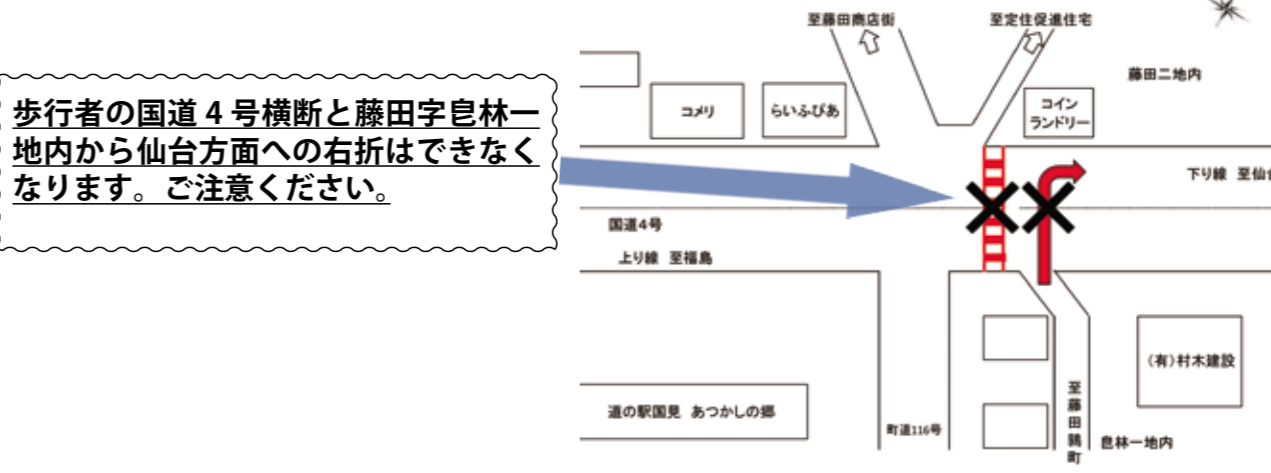 歩行者の国道4号横断と藤田字皀林一
地内から仙台方面への右折はできなく
なります。ご注意ください。
至藤田商店街
至定住促進住宅
藤田二地内
コメリ
らいふぴあ
コイン
ランドリー
下り線 至仙台
国道4号
上り線 至福島
(有)村木建設
道の駅国見 あつかしの郷
町道116号
至藤田鶉町
皀林一地内